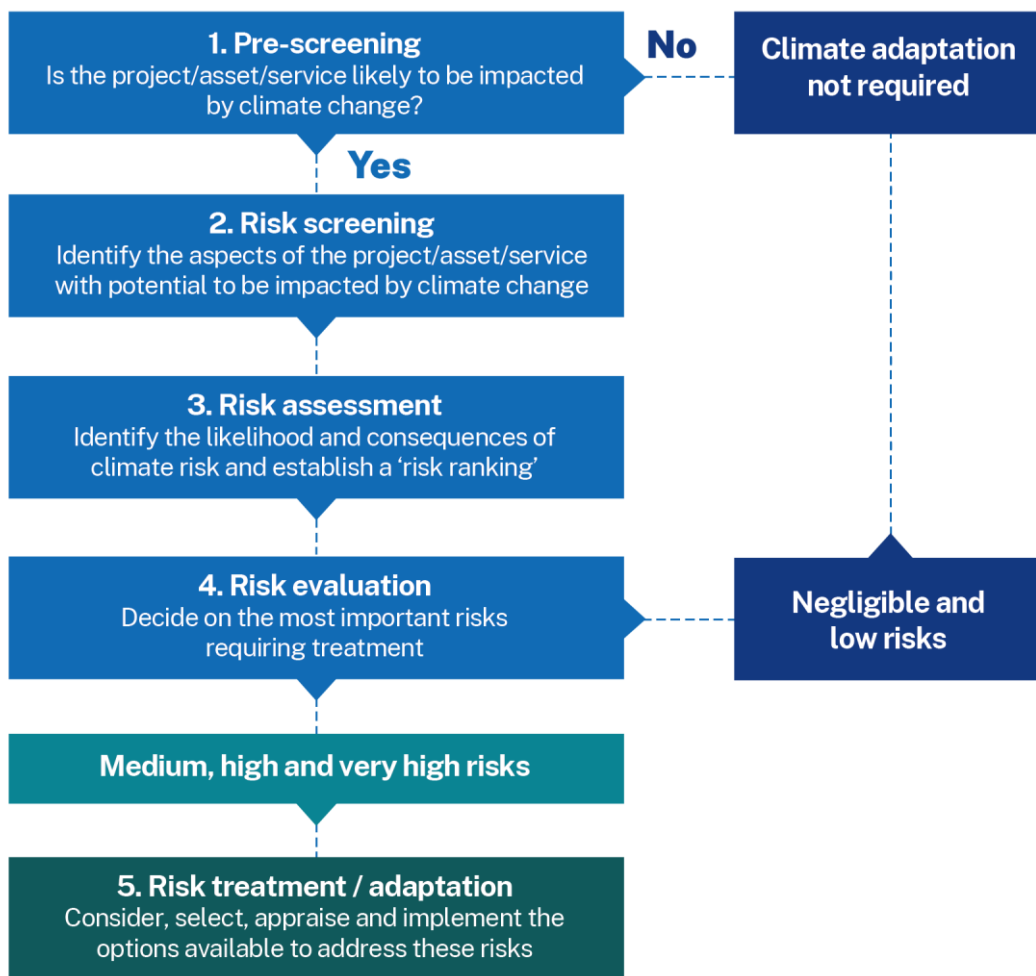 1. Pre-screening
Is the project/asset/service likely to be impacted
by climate change?
No
Climate adaptation
not required
Yes
2. Risk screening
Identify the aspects of the project/asset/service
with potential to be impacted by climate change
3. Risk assessment
Identify the likelihood and consequences of
climate risk and establish a ‘risk ranking’
4. Risk evaluation
Decide on the most important risks
requiring treatment
Negligible and
low risks
Medium, high and very high risks
5. Risk treatment / adaptation
Consider, select, appraise and implement the
options available to address these risks